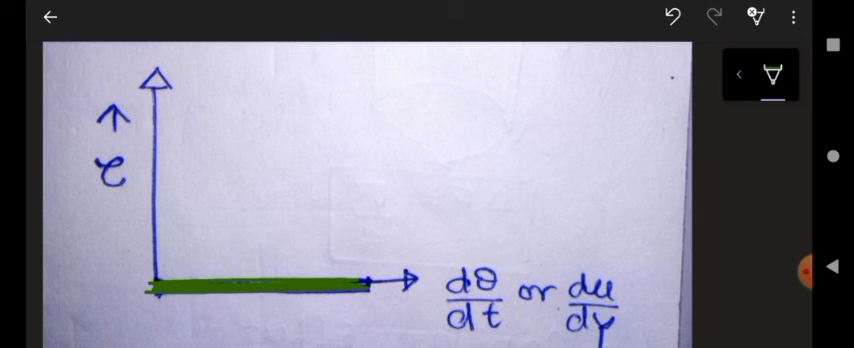 ↑
τ
dθ/dt or du/dy